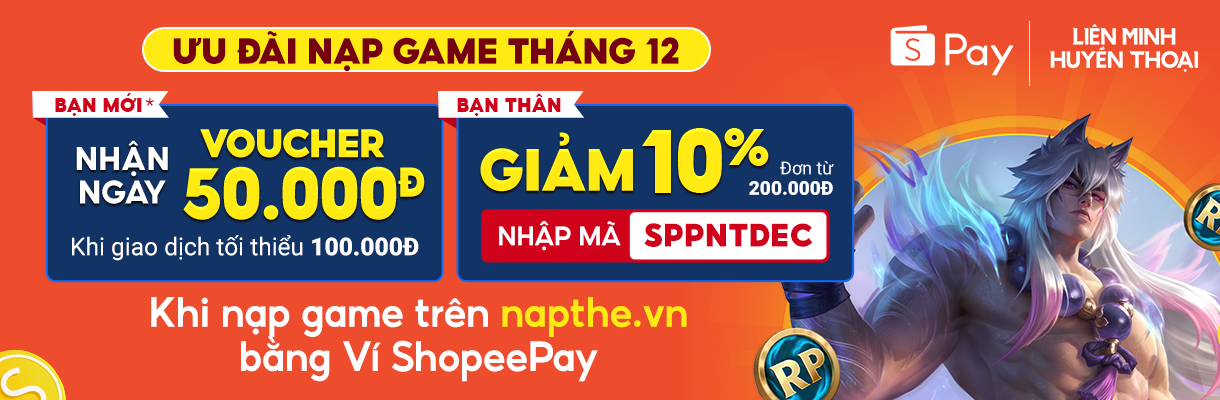 ƯU ĐÃI NẠP GAME THÁNG 12
S Pay
LIÊN MINH
HUYỀN THOẠI
BẠN MỚI*
NHẬN
NGAY
VOUCHER
50.000Đ
Khi giao dịch tối thiểu 100.000Đ
BẠN THÂN
GIẢM 10%
Đơn từ
200.000Đ
NHẬP MÃ SPPNTDEC
Khi nạp game trên napthe.vn
bằng Ví ShopeePay
RP
RP
S